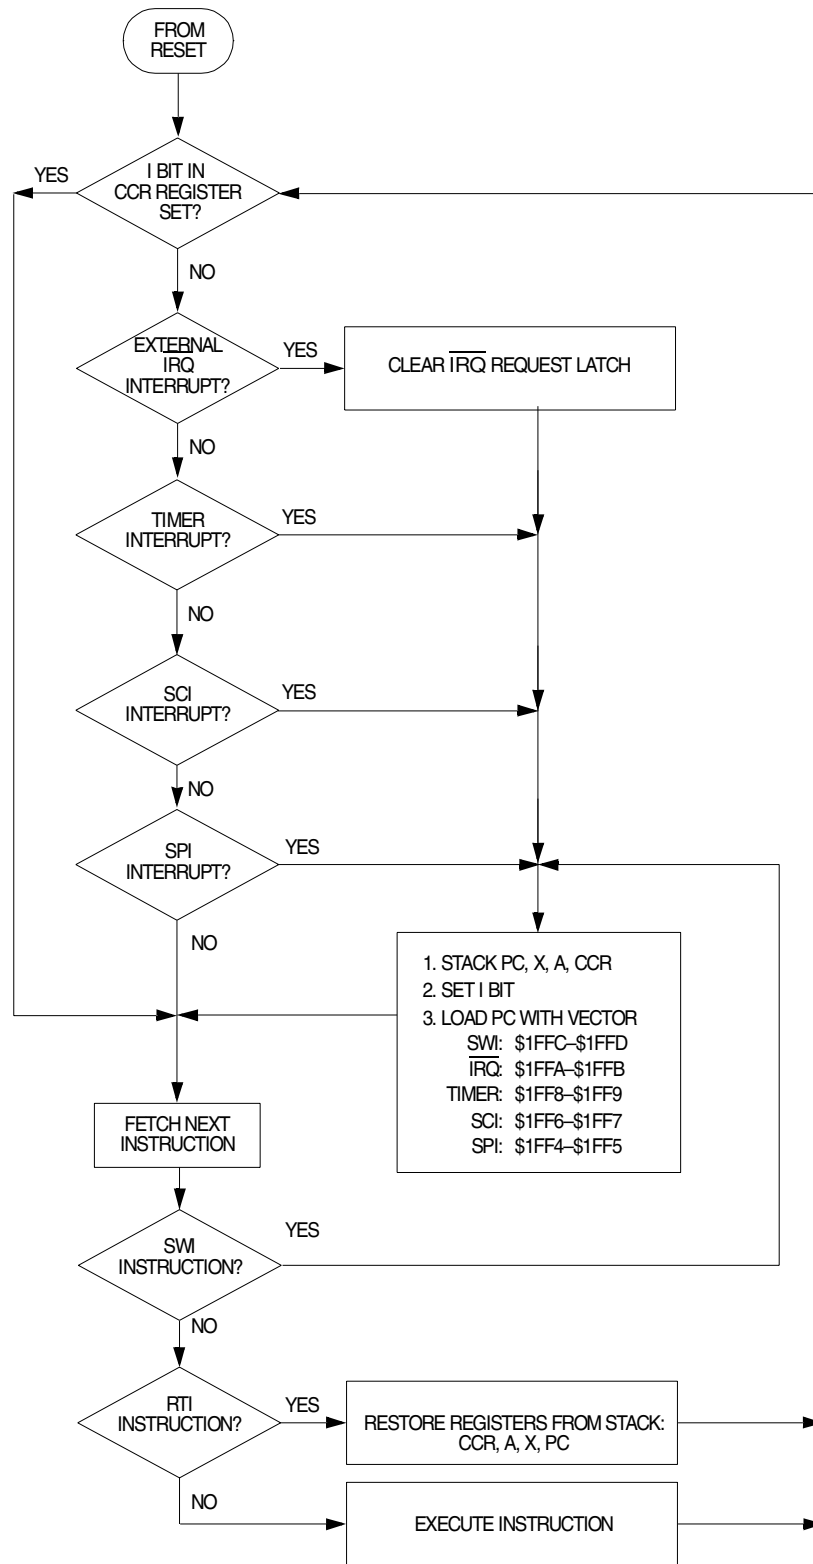 FROM
RESET
YES
I BIT IN
CCR REGISTER
SET?
NO
EXTERNAL
IRQ
INTERRUPT?
YES
CLEAR IRQ REQUEST LATCH
NO
TIMER
INTERRUPT?
YES
NO
SCI
INTERRUPT?
YES
NO
SPI
INTERRUPT?
YES
NO
1. STACK PC, X, A, CCR
2. SET I BIT
3. LOAD PC WITH VECTOR
SWI: $1FFC–$1FFD
IRQ: $1FFA–$1FFB
TIMER: $1FF8–$1FF9
SCI: $1FF6–$1FF7
SPI: $1FF4–$1FF5
FETCH NEXT
INSTRUCTION
SWI
INSTRUCTION?
YES
NO
RTI
INSTRUCTION?
YES
RESTORE REGISTERS FROM STACK:
CCR, A, X, PC
NO
EXECUTE INSTRUCTION